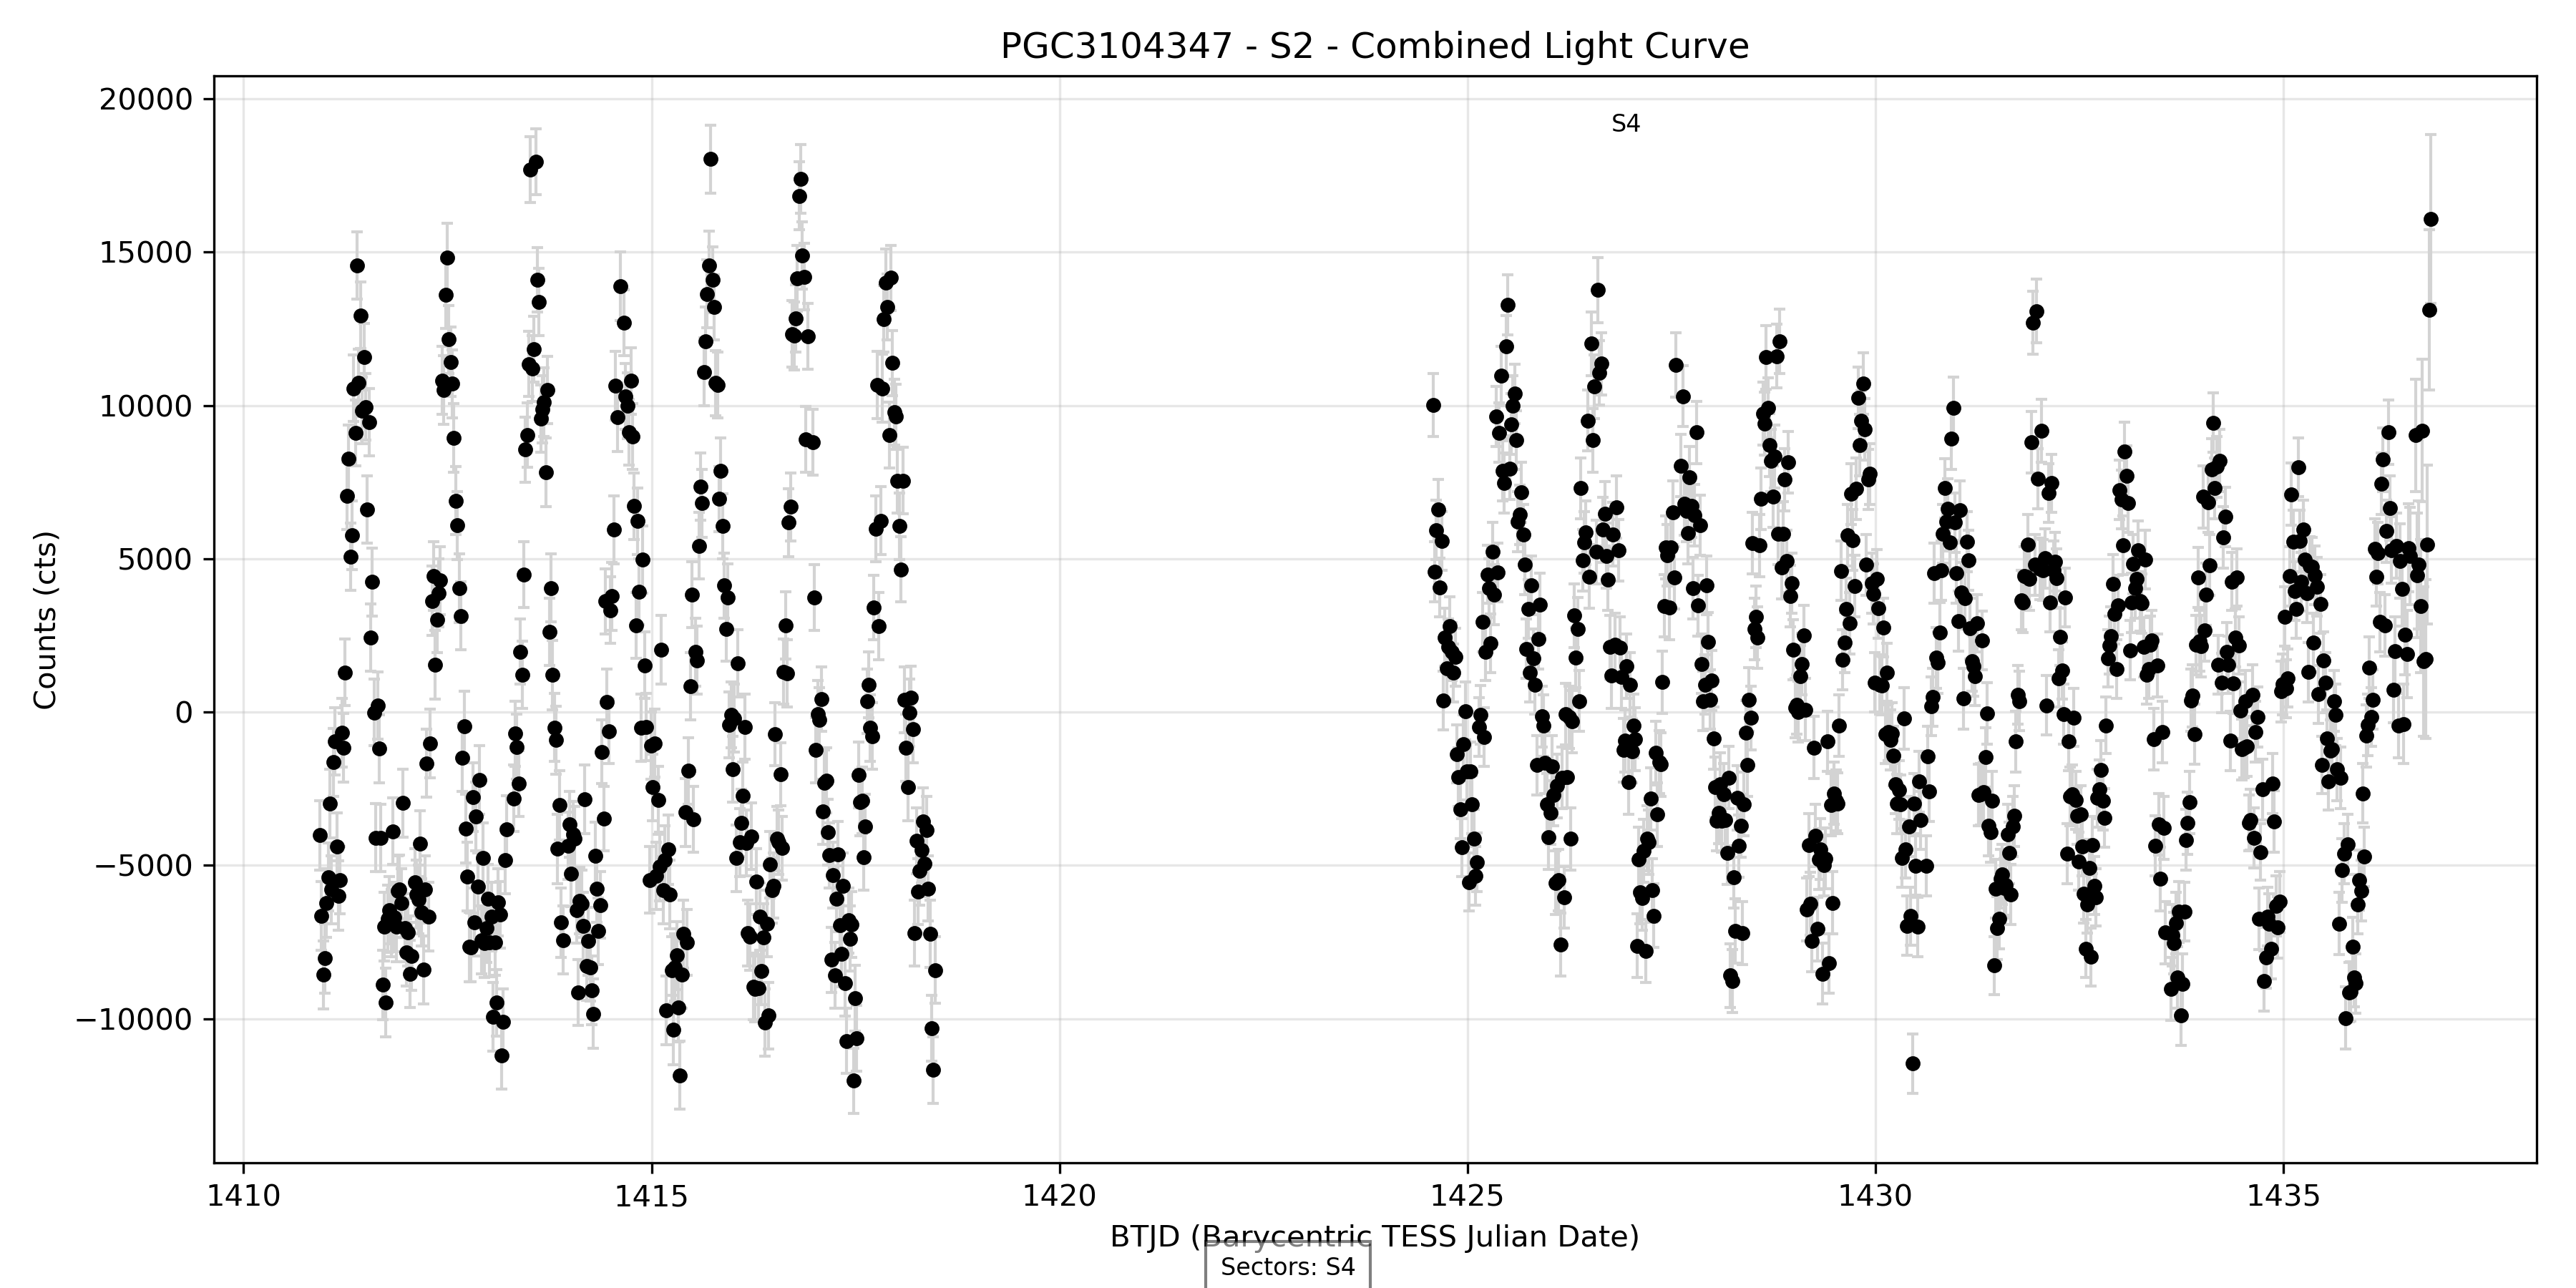 PGC3104347 - S2 - Combined Light Curve
20000
15000
10000
5000
0
−5000
−10000
Counts (cts)
S4
1410
1415
1420
1425
1430
1435
BTJD (Barycentric TESS Julian Date)
Sectors: S4